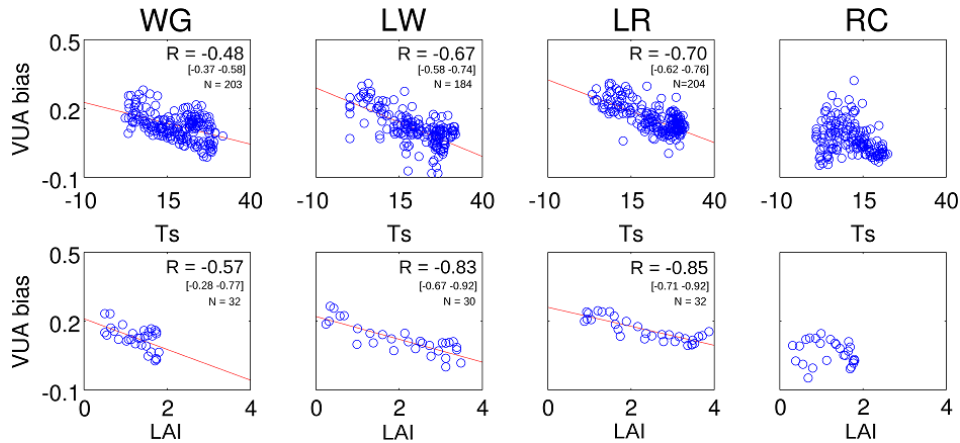 WG LW LR RC
0.5 R = -0.48 R = -0.67 R = -0.70
[-0.37 -0.58] [-0.58 -0.74] [-0.62 -0.76]
N = 203 N = 184 N=204
VUA bias
0.2
-0.1
-10 15 40 -10 15 40 -10 15 40 -10 15 40
Ts Ts Ts Ts
0.5 R = -0.57 R = -0.83 R = -0.85
[-0.28 -0.77] [-0.67 -0.92] [-0.71 -0.92]
N = 32 N = 30 N = 32
VUA bias
0.2
-0.1
0 2 4 0 2 4 0 2 4 0 2 4
LAI LAI LAI LAI